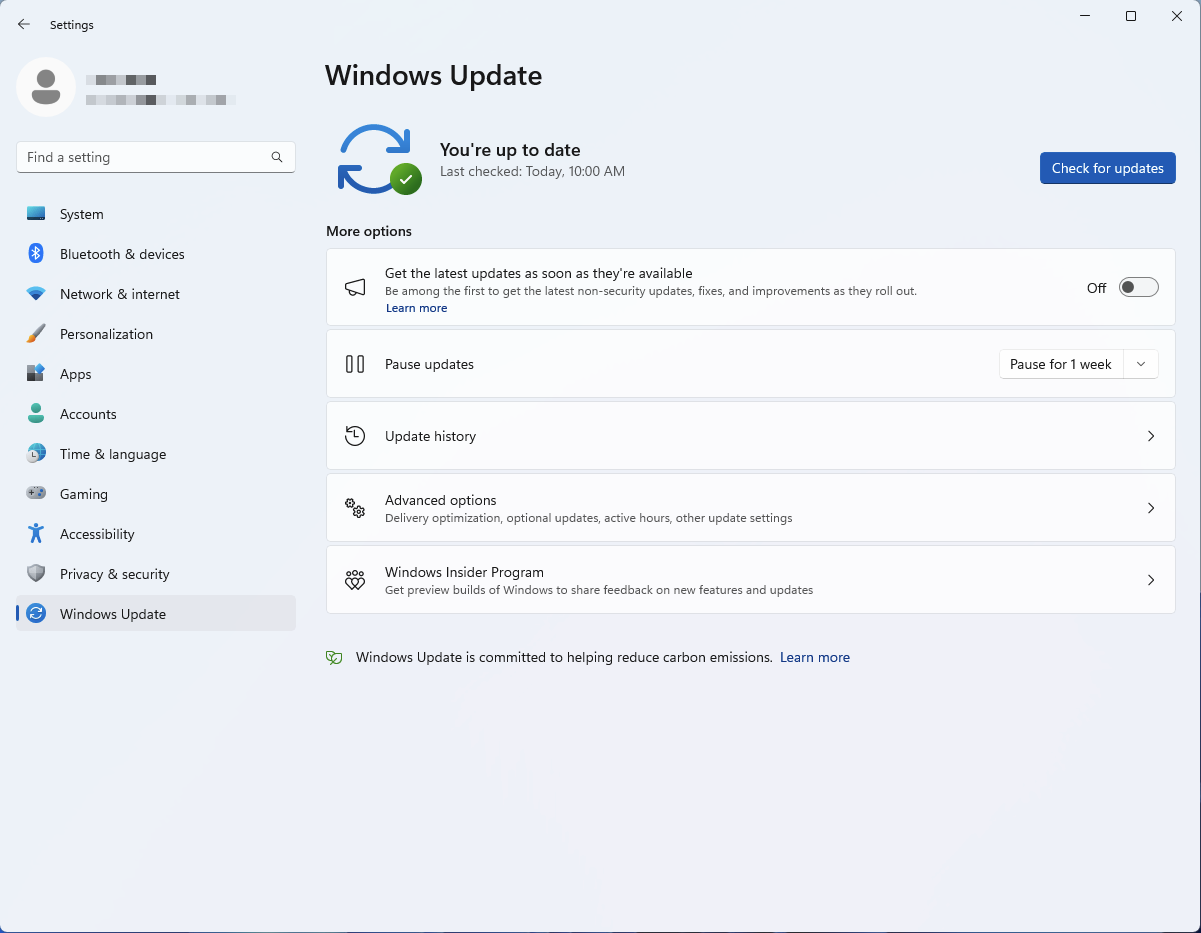 Settings
Find a setting
System
Bluetooth & devices
Network & internet
Personalization
Apps
Accounts
Time & language
Gaming
Accessibility
Privacy & security
Windows Update
Windows Update
You're up to date
Last checked: Today, 10:00 AM
Check for updates
More options
Get the latest updates as soon as they're available
Be among the first to get the latest non-security updates, fixes, and improvements as they roll out.
Learn more
Off
Pause updates
Pause for 1 week
Update history
Advanced options
Delivery optimization, optional updates, active hours, other update settings
Windows Insider Program
Get preview builds of Windows to share feedback on new features and updates
Windows Update is committed to helping reduce carbon emissions. Learn more